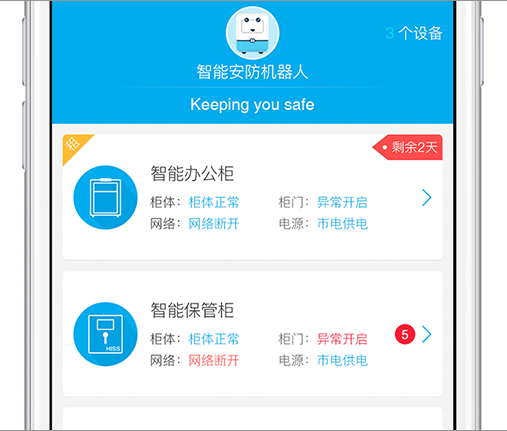 3 个设备
智能安防机器人
Keeping you safe
租
剩余2天
智能办公柜
柜体：柜体正常 柜门：异常开启
网络：网络断开 电源：市电供电
智能保管柜
柜体：柜体正常 柜门：异常开启
5
网络：网络断开 电源：市电供电
HISS